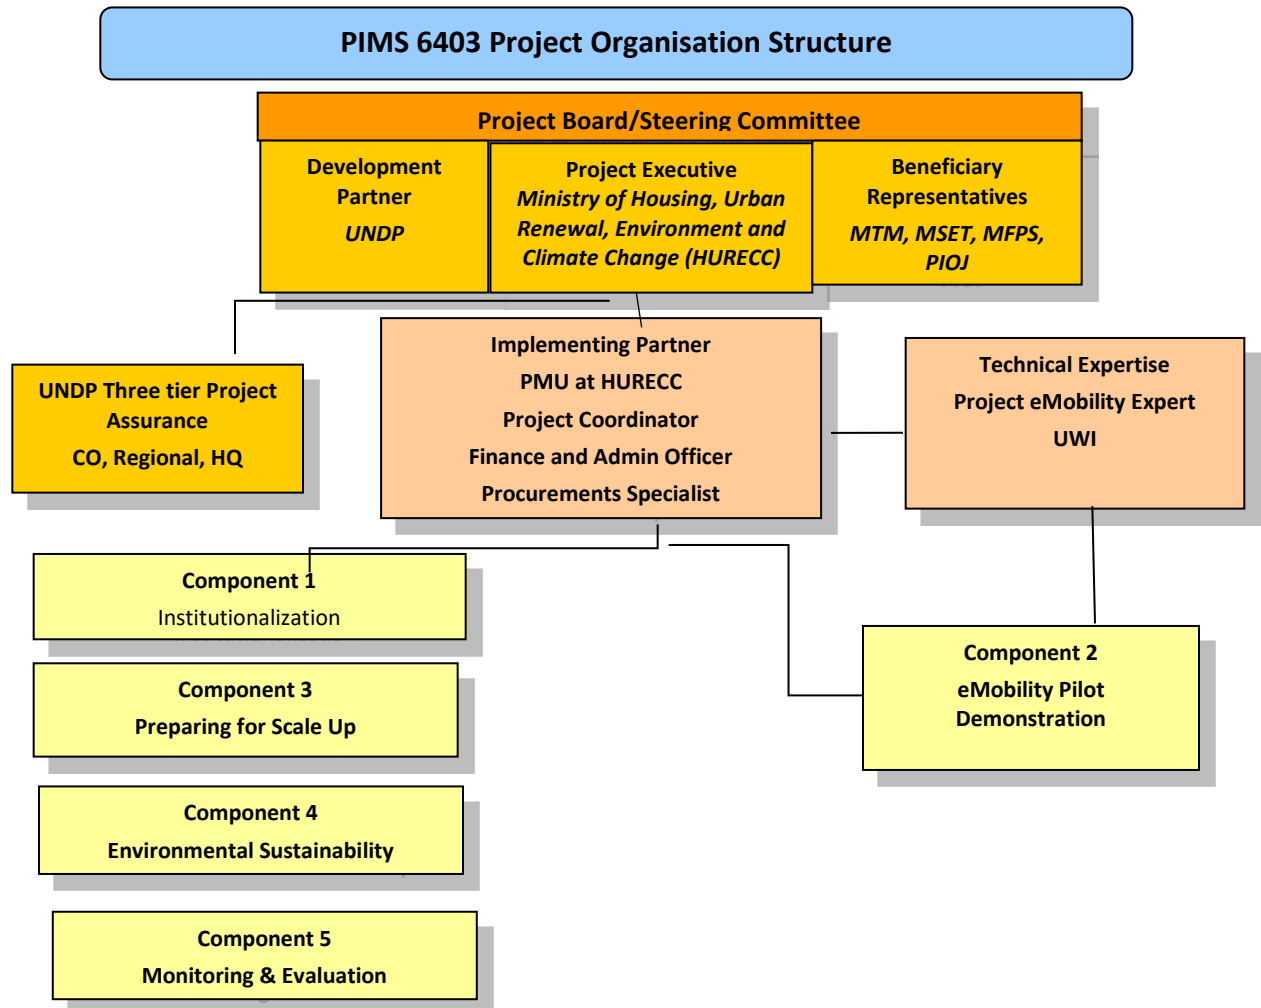 PIMS 6403 Project Organisation Structure
Project Board/Steering Committee
Development
Partner
UNDP
Project Executive
Ministry of Housing, Urban
Renewal, Environment and
Climate Change (HURECC)
Beneficiary
Representatives
MTM, MSET, MFPS,
PIOJ
UNDP Three tier Project
Assurance
CO, Regional, HQ
Implementing Partner
PMU at HURECC
Project Coordinator
Finance and Admin Officer
Procurements Specialist
Technical Expertise
Project eMobility Expert
UWI
Component 1
Institutionalization
Component 2
eMobility Pilot
Demonstration
Component 3
Preparing for Scale Up
Component 4
Environmental Sustainability
Component 5
Monitoring & Evaluation